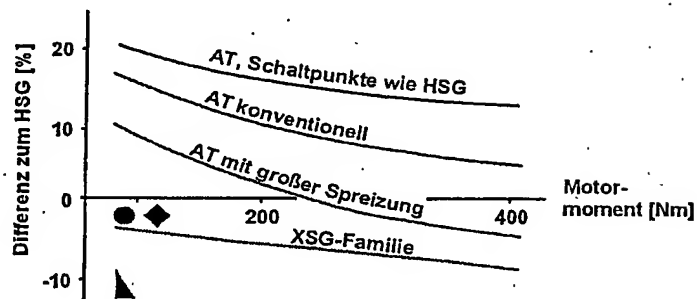 Differenz zum HSG [%]
20
10
0
-10
AT, Schaltpunkte wie HSG
AT konventionell
AT mit großer Spreizung
XSG-Familie
200
400
Motor-
moment [Nm]